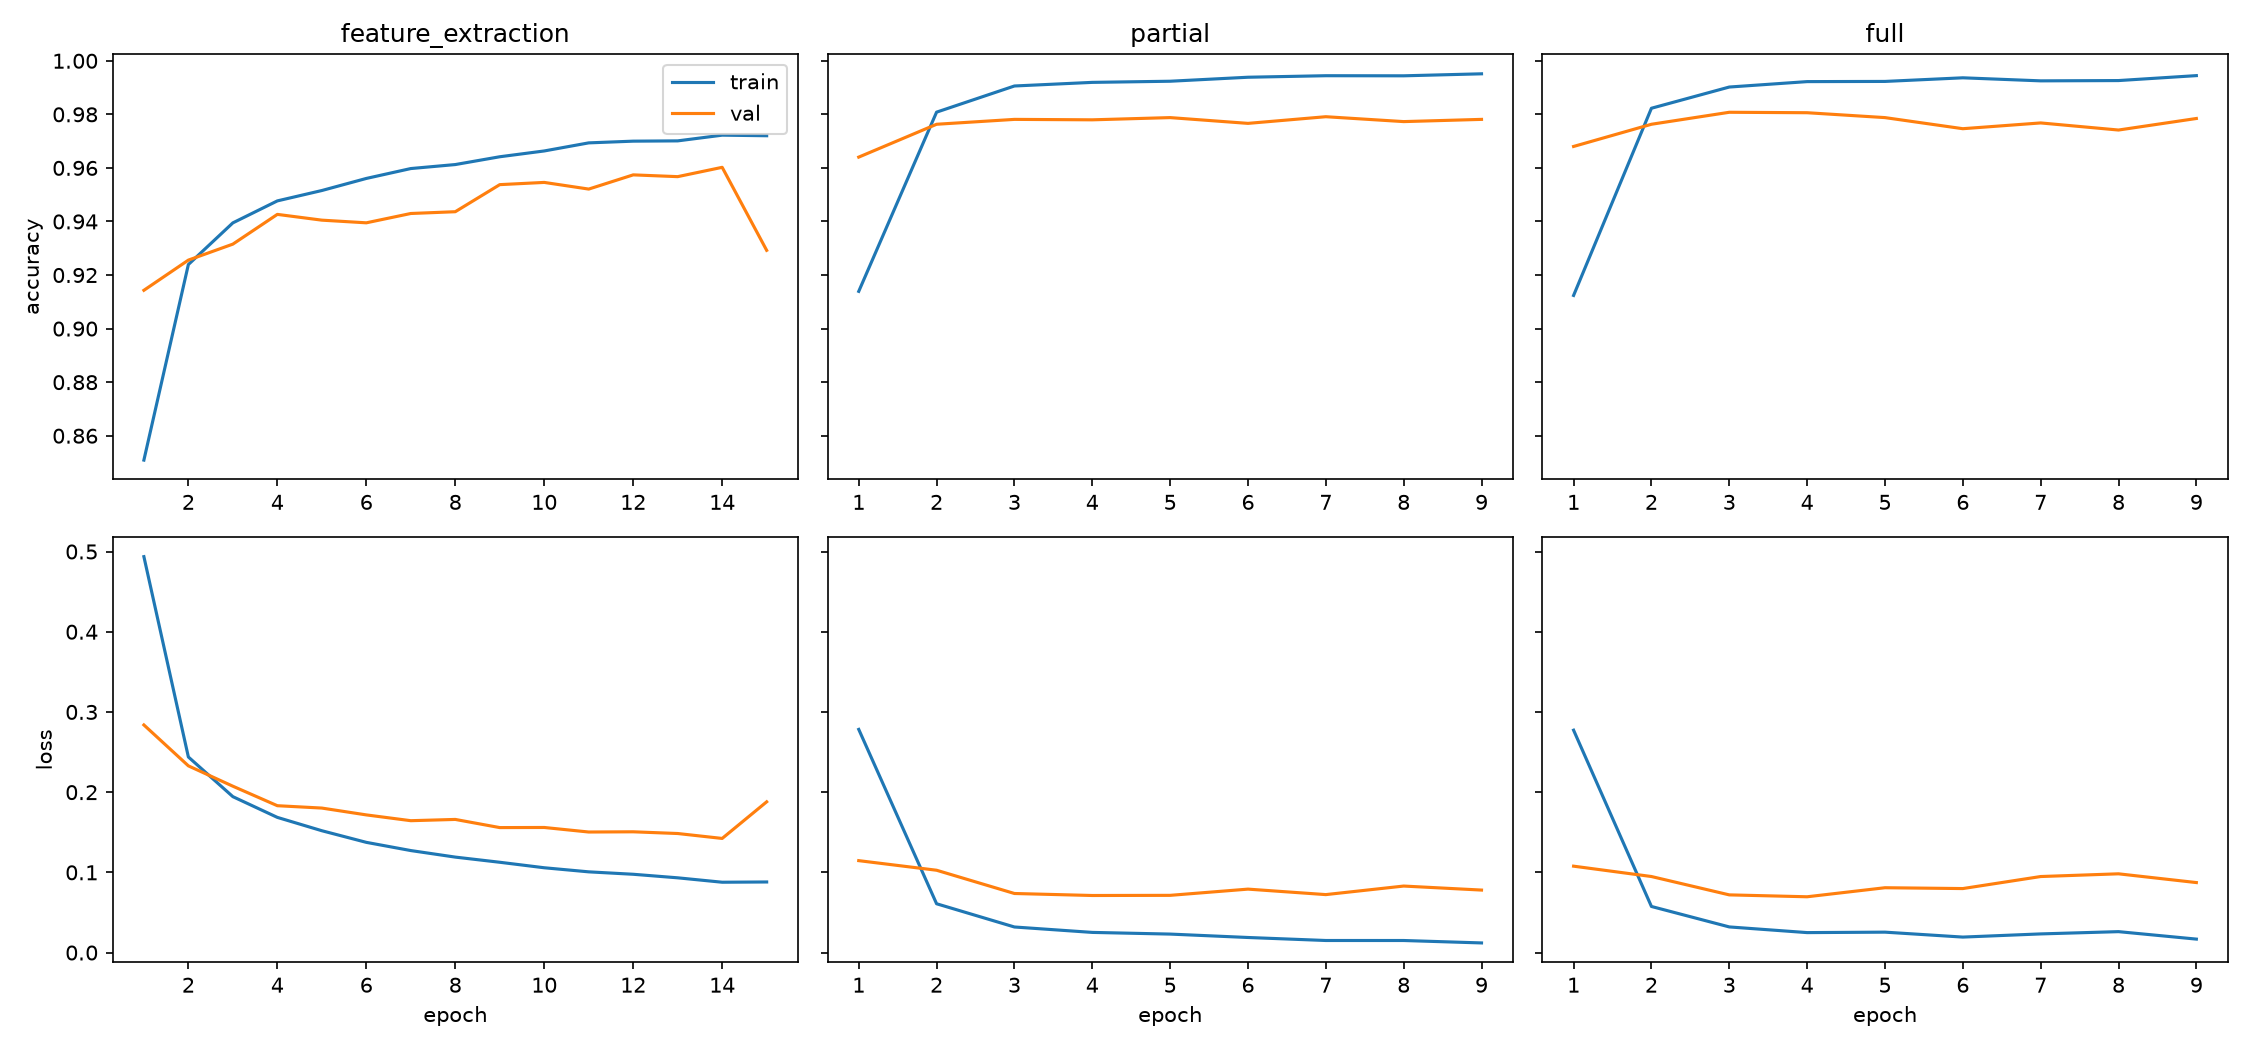 feature_extraction
partial
full
accuracy
1.00
0.98
0.96
0.94
0.92
0.90
0.88
0.86
train
val
2 4 6 8 10 12 14
1 2 3 4 5 6 7 8 9
1 2 3 4 5 6 7 8 9
loss
0.5
0.4
0.3
0.2
0.1
0.0
2 4 6 8 10 12 14
1 2 3 4 5 6 7 8 9
1 2 3 4 5 6 7 8 9
epoch
epoch
epoch